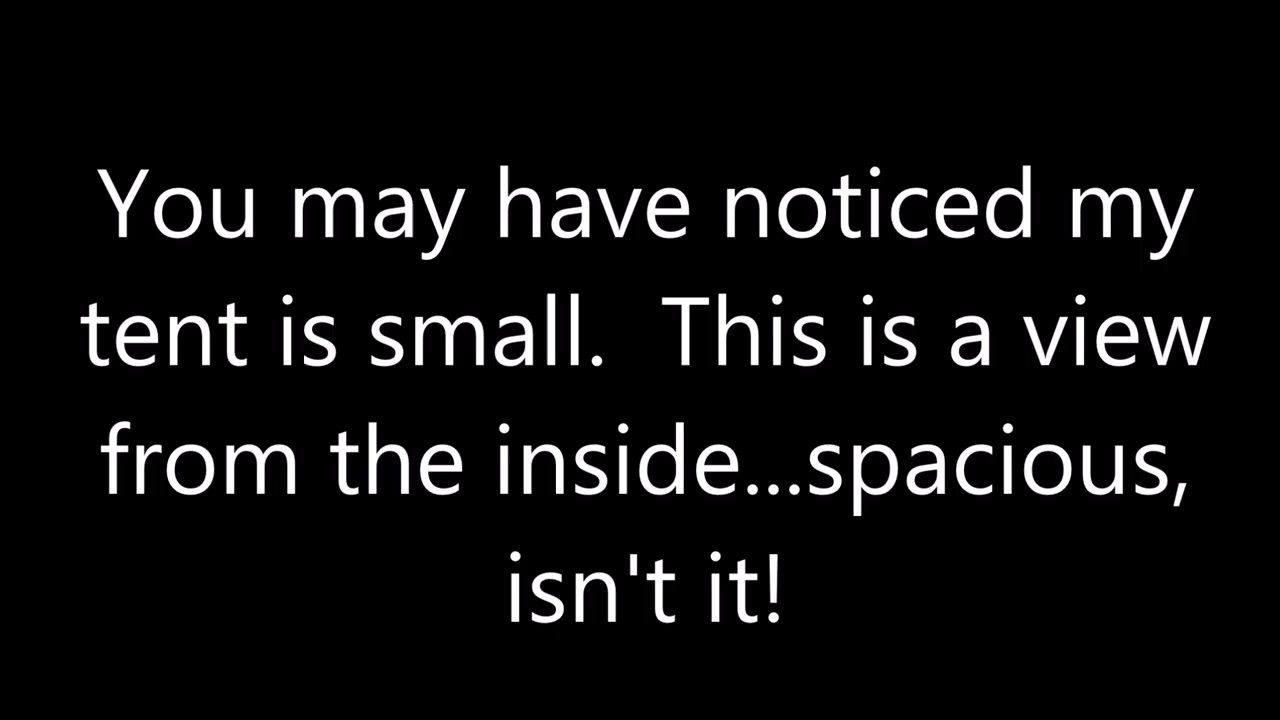 You may have noticed my
tent is small.  This is a view
from the inside...spacious,
isn't it!